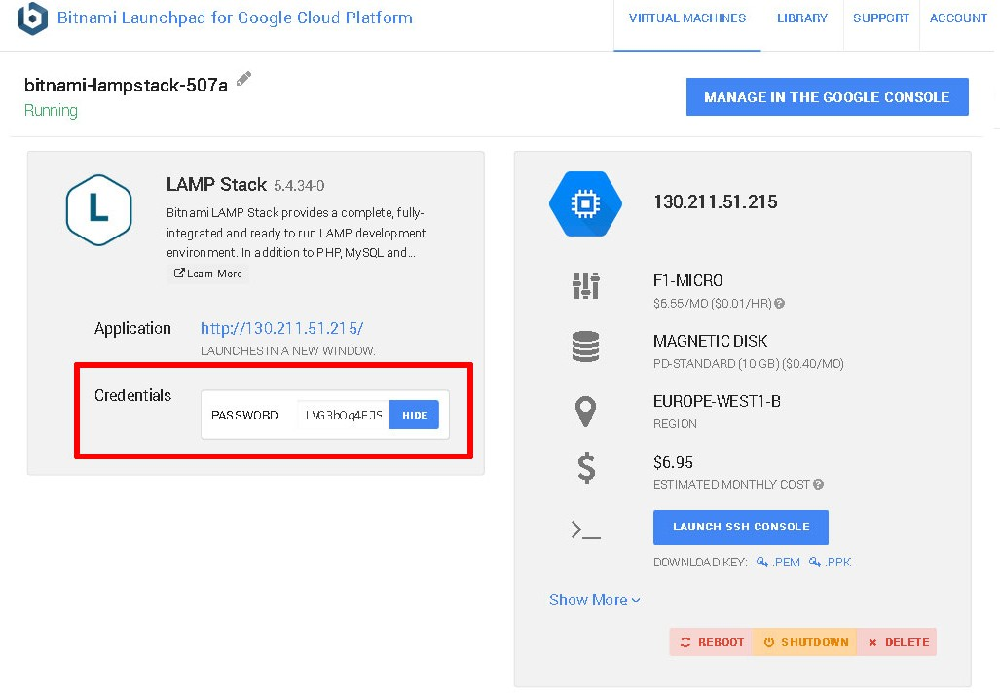 Bitnami Launchpad for Google Cloud Platform
VIRTUAL MACHINES
LIBRARY
SUPPORT
ACCOUNT
bitnami-lampstack-507a
Running
MANAGE IN THE GOOGLE CONSOLE
L
LAMP Stack 5.4.34-0
Bitnami LAMP Stack provides a complete, fully-
integrated and ready to run LAMP development
environment. In addition to PHP, MySQL and...
Learn More
Application
http://130.211.51.215/
LAUNCHES IN A NEW WINDOW.
Credentials
PASSWORD
LVG3bOq4FJS
HIDE
130.211.51.215
F1-MICRO
$6.55/MO ($0.01/HR)
MAGNETIC DISK
PD-STANDARD (10 GB) ($0.40/MO)
EUROPE-WEST1-B
REGION
$6.95
ESTIMATED MONTHLY COST
LAUNCH SSH CONSOLE
DOWNLOAD KEY: .PEM .PPK
Show More
REBOOT
SHUTDOWN
DELETE